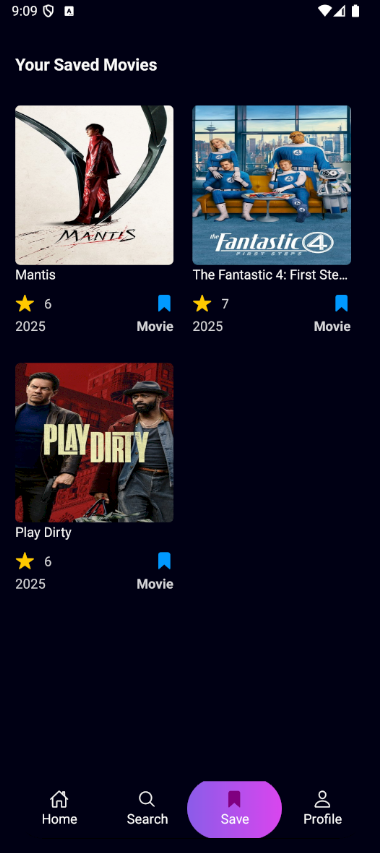 9:09
Your Saved Movies
MANTIS
the Fantastic 4
FIRST STEPS
Mantis
The Fantastic 4: First Ste...
6
7
2025
Movie
2025
Movie
PLAY DIRTY
Play Dirty
6
2025
Movie
Home
Search
Save
Profile